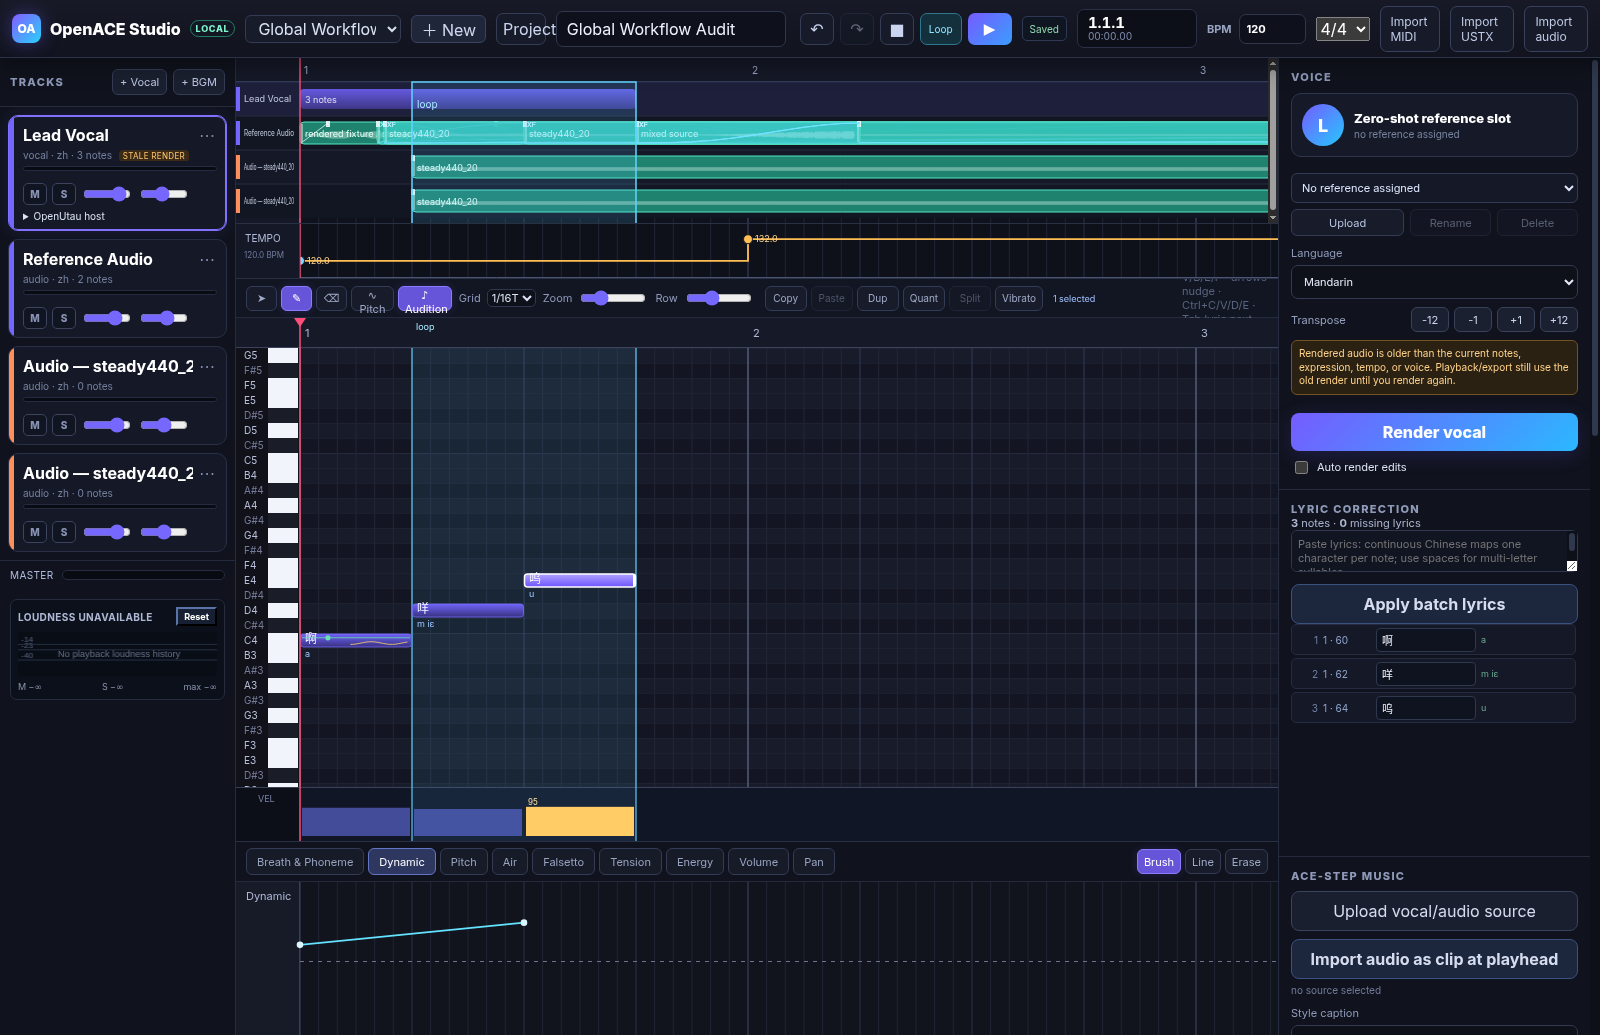 OA OpenACE Studio LOCAL Global Workflow + New Project Global Workflow Audit Loop Saved 1.1.1 00:00.00 BPM 120 4/4 Import MIDI Import USTX Import audio
TRACKS + Vocal + BGM
Lead Vocal ...
vocal · zh · 3 notes STALE RENDER
M S
▶ OpenUtau host
Reference Audio ...
audio · zh · 2 notes
M S
Audio — steady440_2 ...
audio · zh · 0 notes
M S
Audio — steady440_2 ...
audio · zh · 0 notes
M S
MASTER
LOUDNESS UNAVAILABLE Reset
-14
-23
-40
No playback loudness history
M −∞ S −∞ max −∞
1 2 3
Lead Vocal 3 notes loop
Reference Audio rendered fixture steady440_20 XF steady440_20 XF mixed source
Audio — steady440_20 steady440_20
Audio — steady440_20 steady440_20
TEMPO
120.0 BPM
120.0 132.0
Pitch Audition Grid 1/16T Zoom Row Copy Paste Dup Quant Split Vibrato 1 selected
nudge ·
Ctrl+C/V/D/E ·
loop
1 2 3
G5
F#5
F5
E5
D#5
D5
C#5
C5
B4
A#4
A4
G#4
G4
F#4
F4
E4 呜
D#4 u
D4 咩
C#4 m iɛ
C4 啊
B3 a
A#3
A3
G#3
G3
F#3
F3
E3
D#3
VEL 95
Breath & Phoneme Dynamic Pitch Air Falsetto Tension Energy Volume Pan Brush Line Erase
Dynamic
VOICE
L Zero-shot reference slot
no reference assigned
No reference assigned
Upload Rename Delete
Language
Mandarin
Transpose -12 -1 +1 +12
Rendered audio is older than the current notes,
expression, tempo, or voice. Playback/export still use the
old render until you render again.
Render vocal
Auto render edits
LYRIC CORRECTION
3 notes · 0 missing lyrics
Paste lyrics: continuous Chinese maps one
character per note; use spaces for multi-letter
syllables
Apply batch lyrics
1 1 · 60 啊 a
2 1 · 62 咩 m iɛ
3 1 · 64 呜 u
ACE-STEP MUSIC
Upload vocal/audio source
Import audio as clip at playhead
no source selected
Style caption